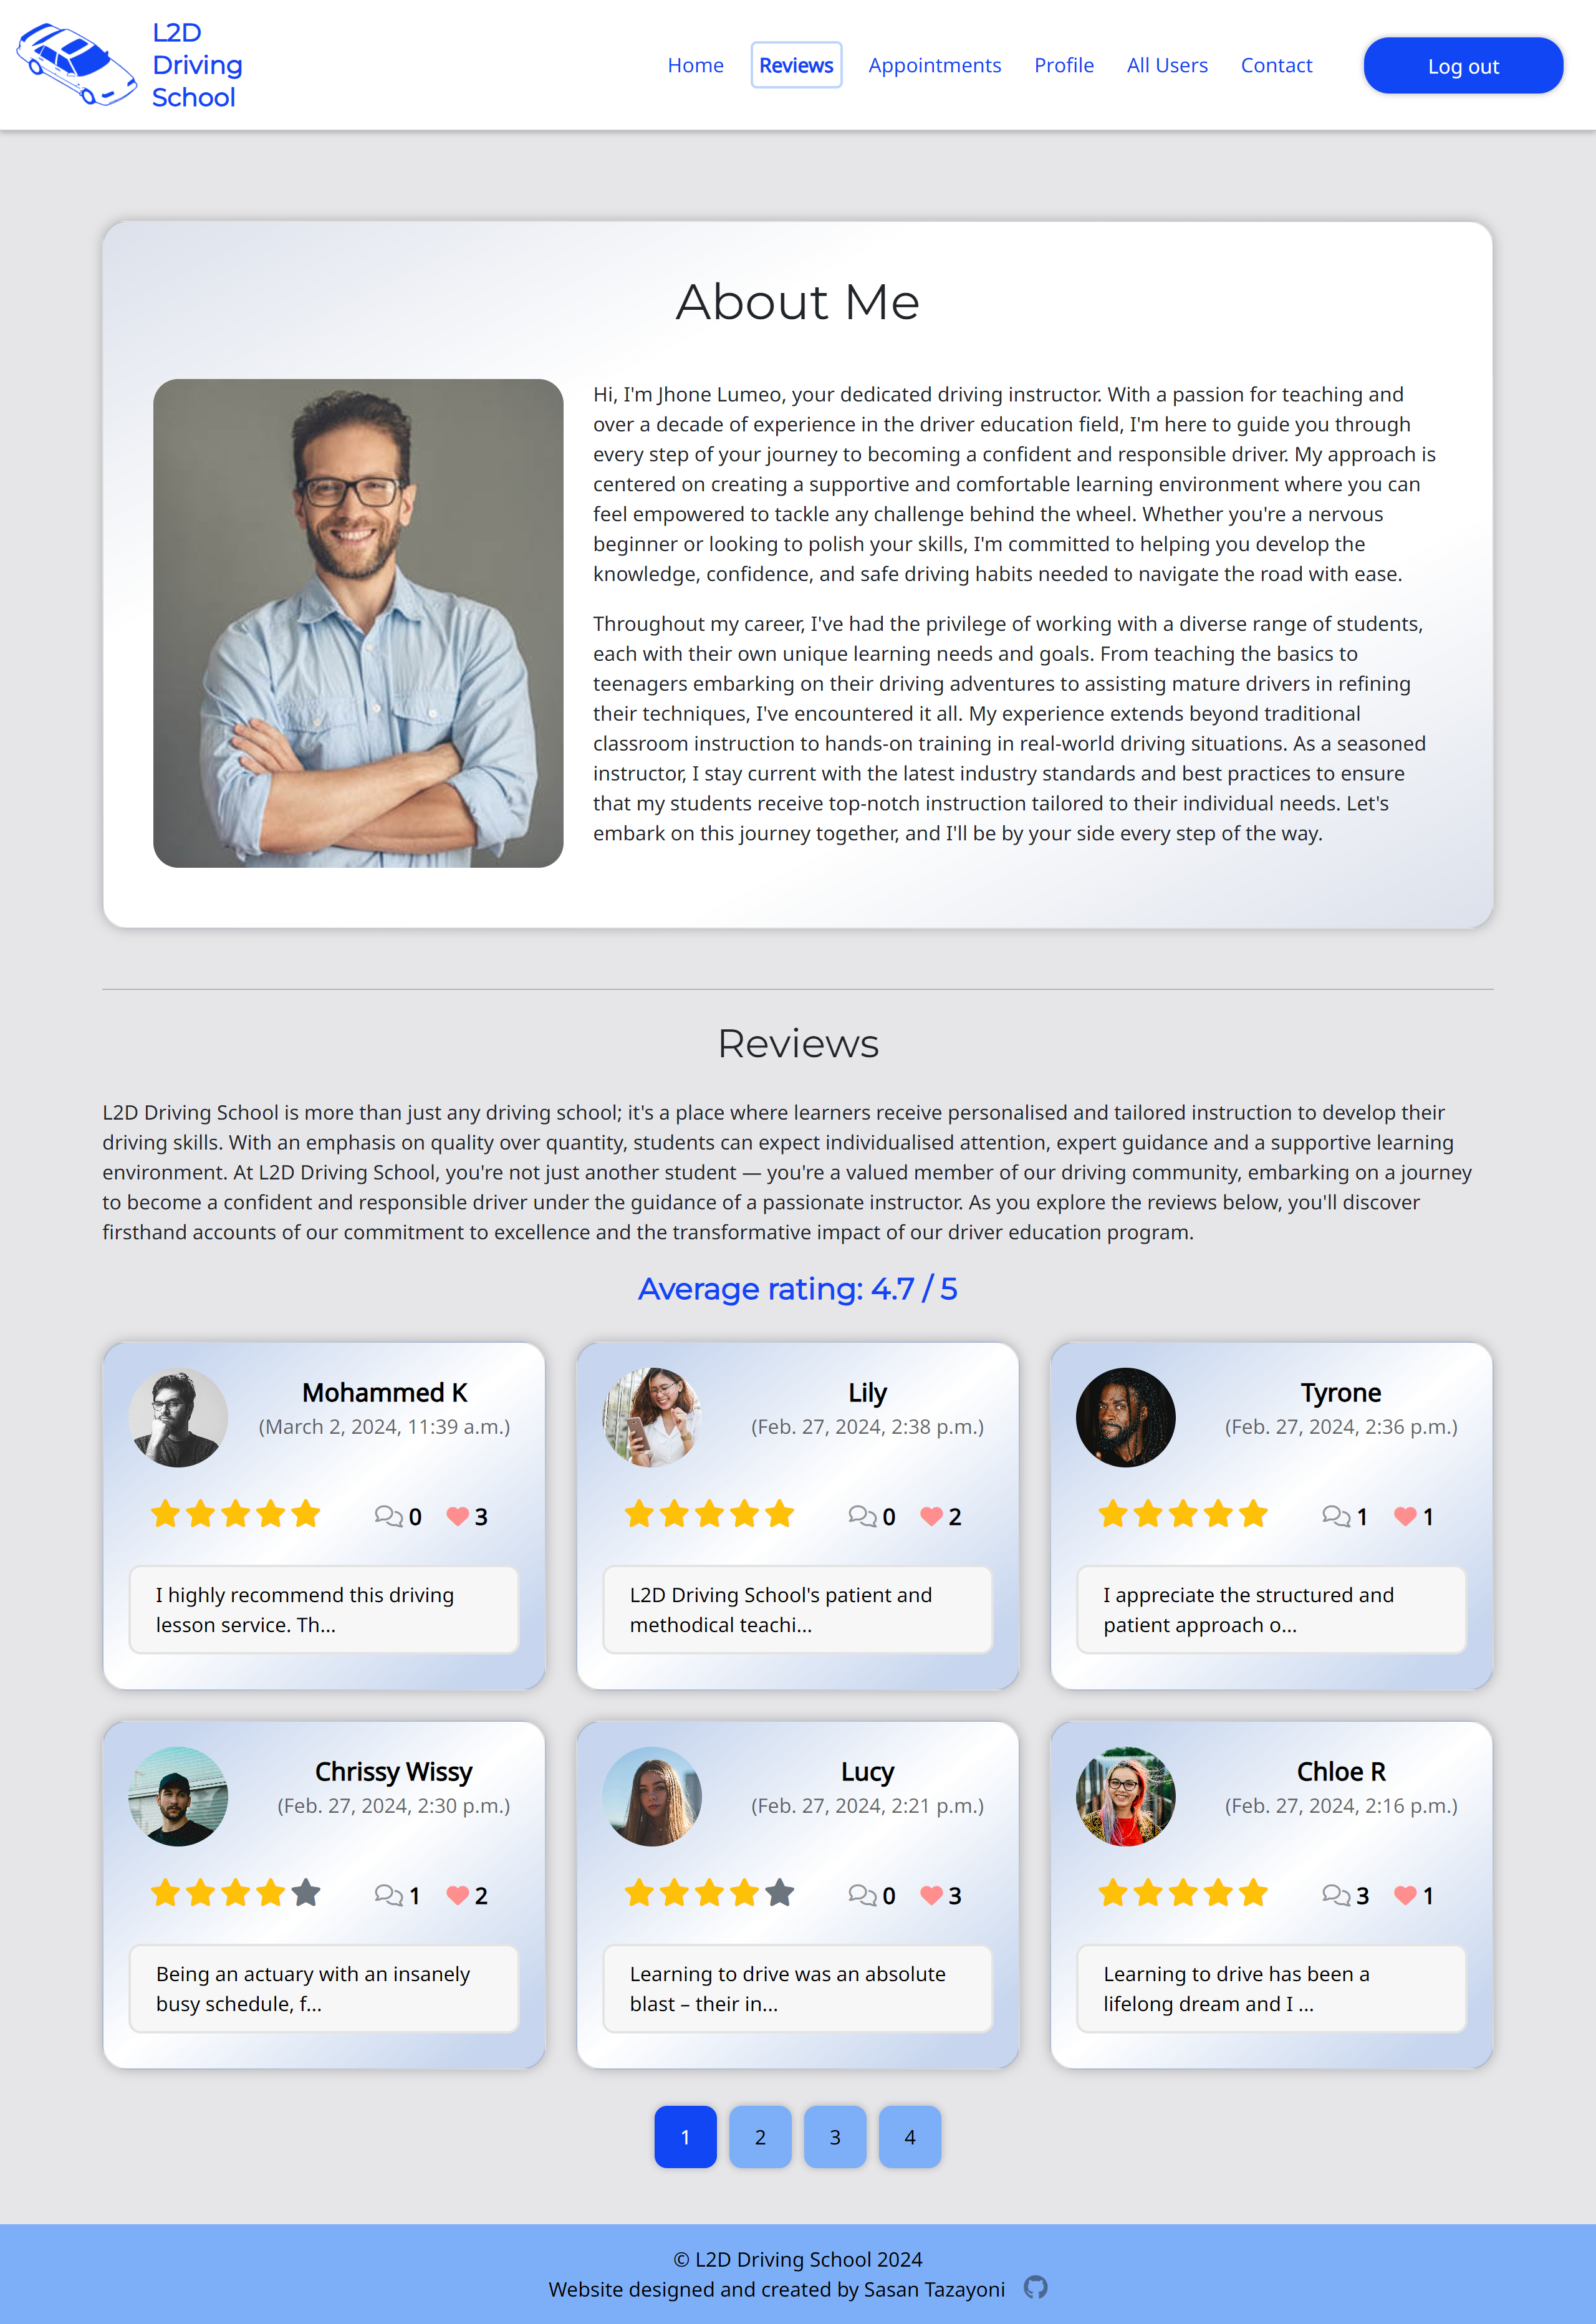 L2D
Driving
School
Home
Reviews
Appointments
Profile
All Users
Contact
Log out
About Me
Hi, I'm Jhone Lumeo, your dedicated driving instructor. With a passion for teaching and
over a decade of experience in the driver education field, I'm here to guide you through
every step of your journey to becoming a confident and responsible driver. My approach is
centered on creating a supportive and comfortable learning environment where you can
feel empowered to tackle any challenge behind the wheel. Whether you're a nervous
beginner or looking to polish your skills, I'm committed to helping you develop the
knowledge, confidence, and safe driving habits needed to navigate the road with ease.
Throughout my career, I've had the privilege of working with a diverse range of students,
each with their own unique learning needs and goals. From teaching the basics to
teenagers embarking on their driving adventures to assisting mature drivers in refining
their techniques, I've encountered it all. My experience extends beyond traditional
classroom instruction to hands-on training in real-world driving situations. As a seasoned
instructor, I stay current with the latest industry standards and best practices to ensure
that my students receive top-notch instruction tailored to their individual needs. Let's
embark on this journey together, and I'll be by your side every step of the way.
Reviews
L2D Driving School is more than just any driving school; it's a place where learners receive personalised and tailored instruction to develop their
driving skills. With an emphasis on quality over quantity, students can expect individualised attention, expert guidance and a supportive learning
environment. At L2D Driving School, you're not just another student — you're a valued member of our driving community, embarking on a journey
to become a confident and responsible driver under the guidance of a passionate instructor. As you explore the reviews below, you'll discover
firsthand accounts of our commitment to excellence and the transformative impact of our driver education program.
Average rating: 4.7 / 5
Mohammed K
(March 2, 2024, 11:39 a.m.)
0 3
I highly recommend this driving
lesson service. Th...
Lily
(Feb. 27, 2024, 2:38 p.m.)
0 2
L2D Driving School's patient and
methodical teachi...
Tyrone
(Feb. 27, 2024, 2:36 p.m.)
1 1
I appreciate the structured and
patient approach o...
Chrissy Wissy
(Feb. 27, 2024, 2:30 p.m.)
1 2
Being an actuary with an insanely
busy schedule, f...
Lucy
(Feb. 27, 2024, 2:21 p.m.)
0 3
Learning to drive was an absolute
blast – their in...
Chloe R
(Feb. 27, 2024, 2:16 p.m.)
3 1
Learning to drive has been a
lifelong dream and I ...
1 2 3 4
© L2D Driving School 2024
Website designed and created by Sasan Tazayoni